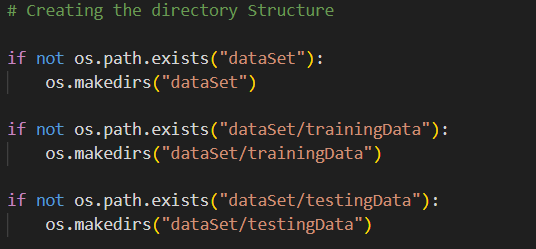 # Creating the directory Structure
if not os.path.exists("dataSet"):
    os.makedirs("dataSet")
if not os.path.exists("dataSet/trainingData"):
    os.makedirs("dataSet/trainingData")
if not os.path.exists("dataSet/testingData"):
    os.makedirs("dataSet/testingData")